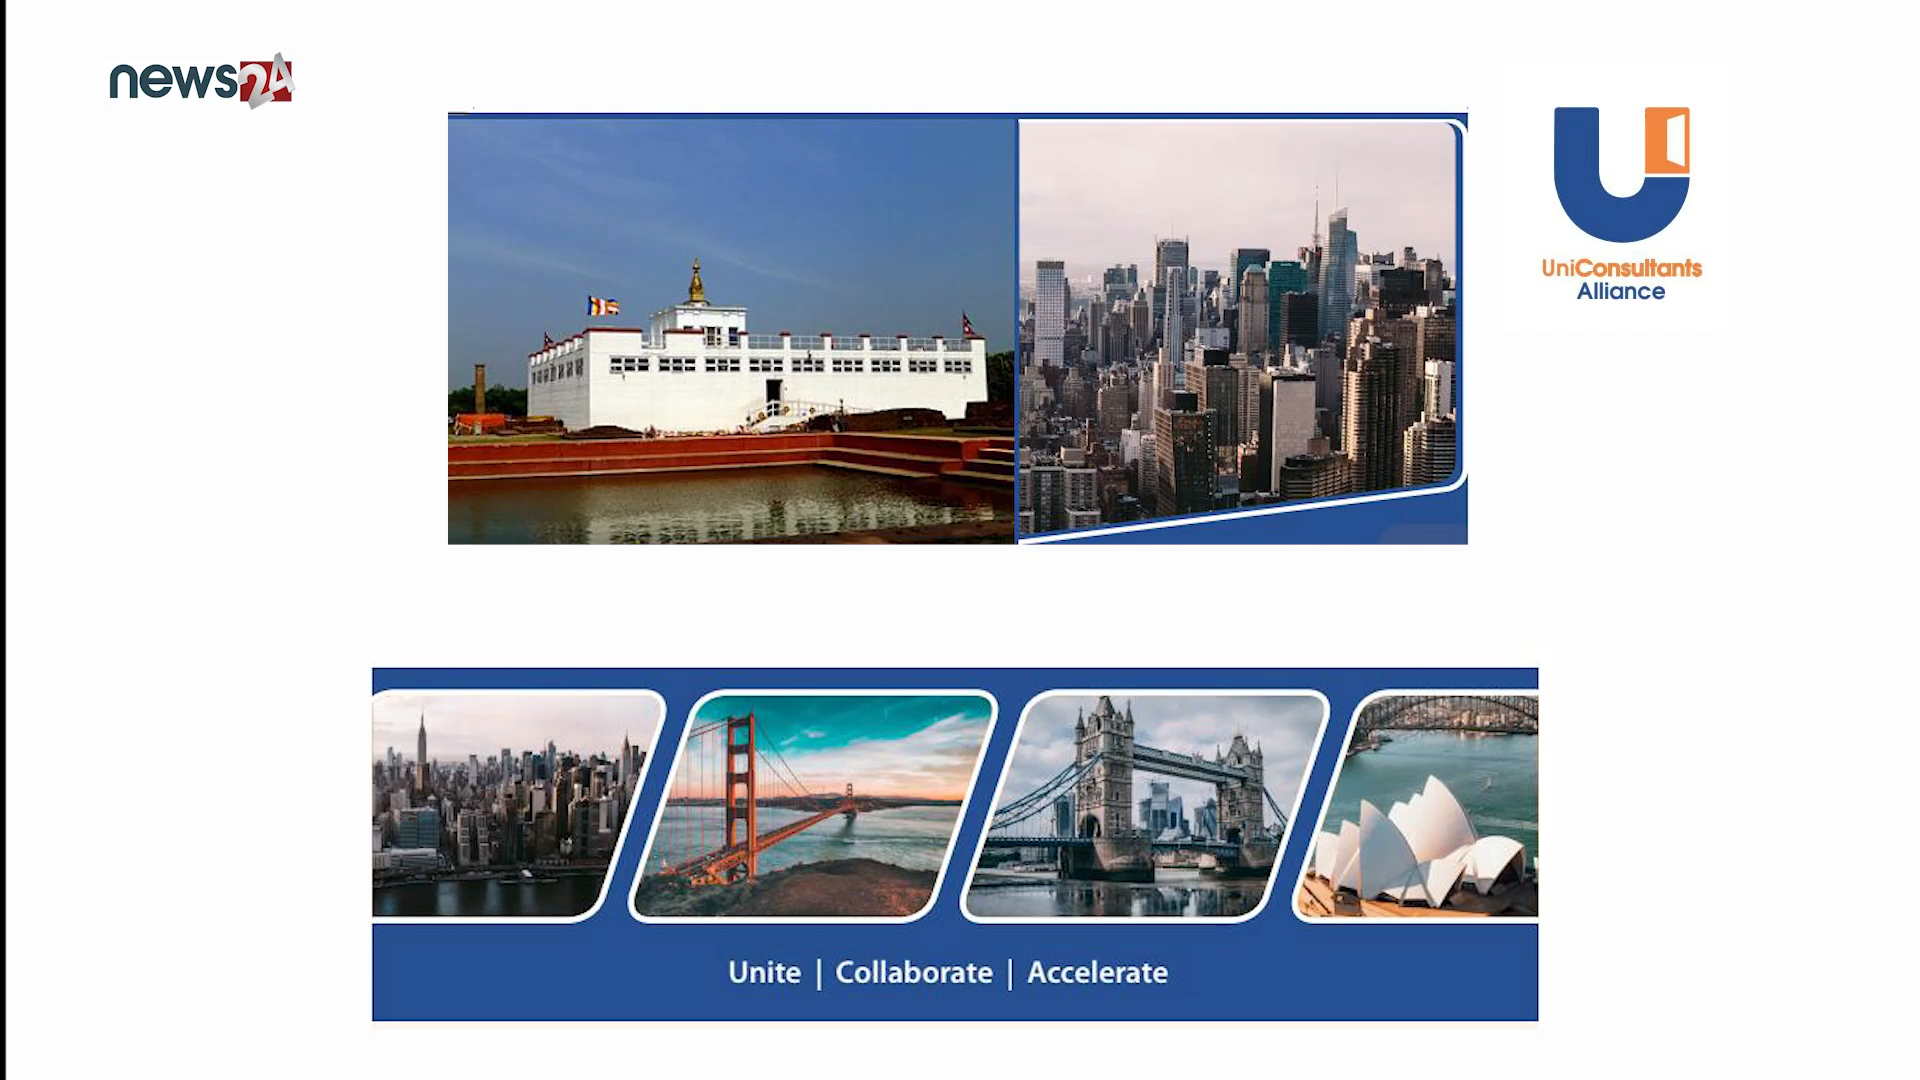 news24
UniConsultants
Alliance
Unite | Collaborate | Accelerate